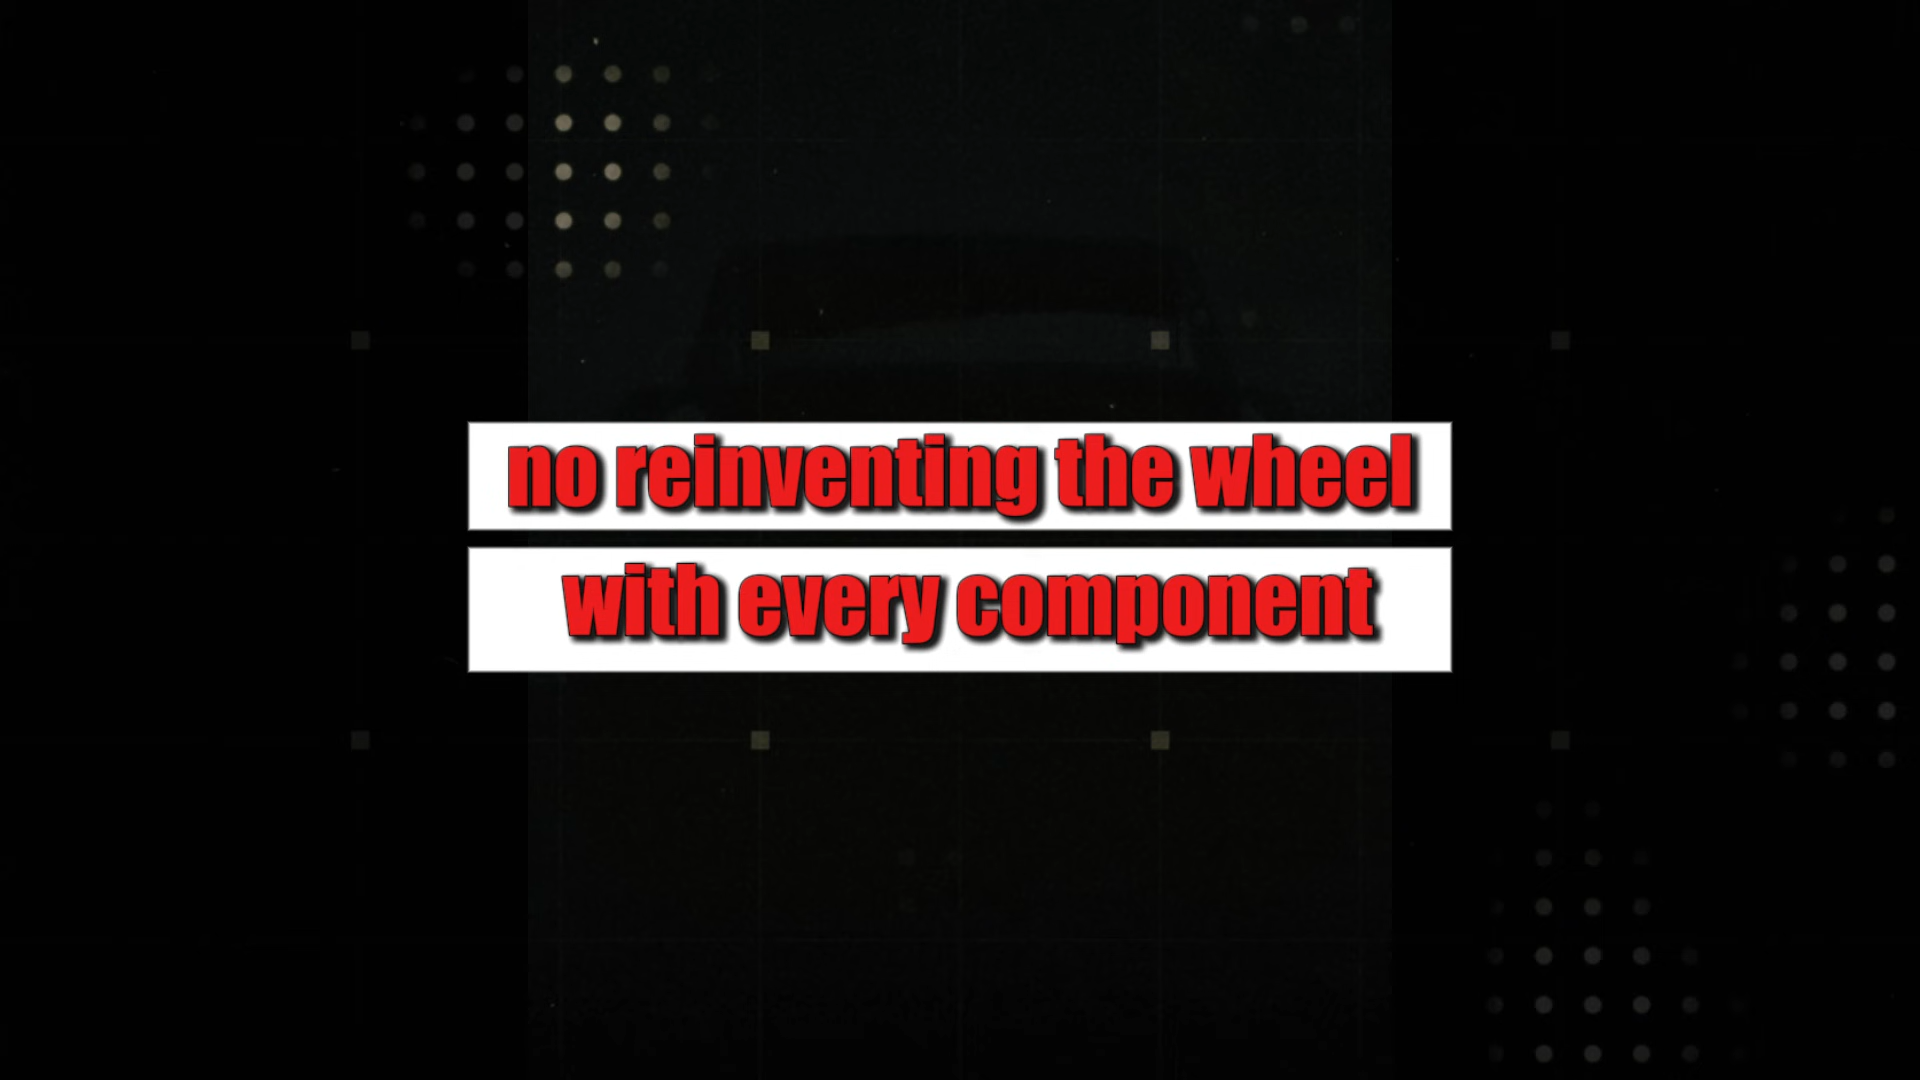 no reinventing the wheel
with every component